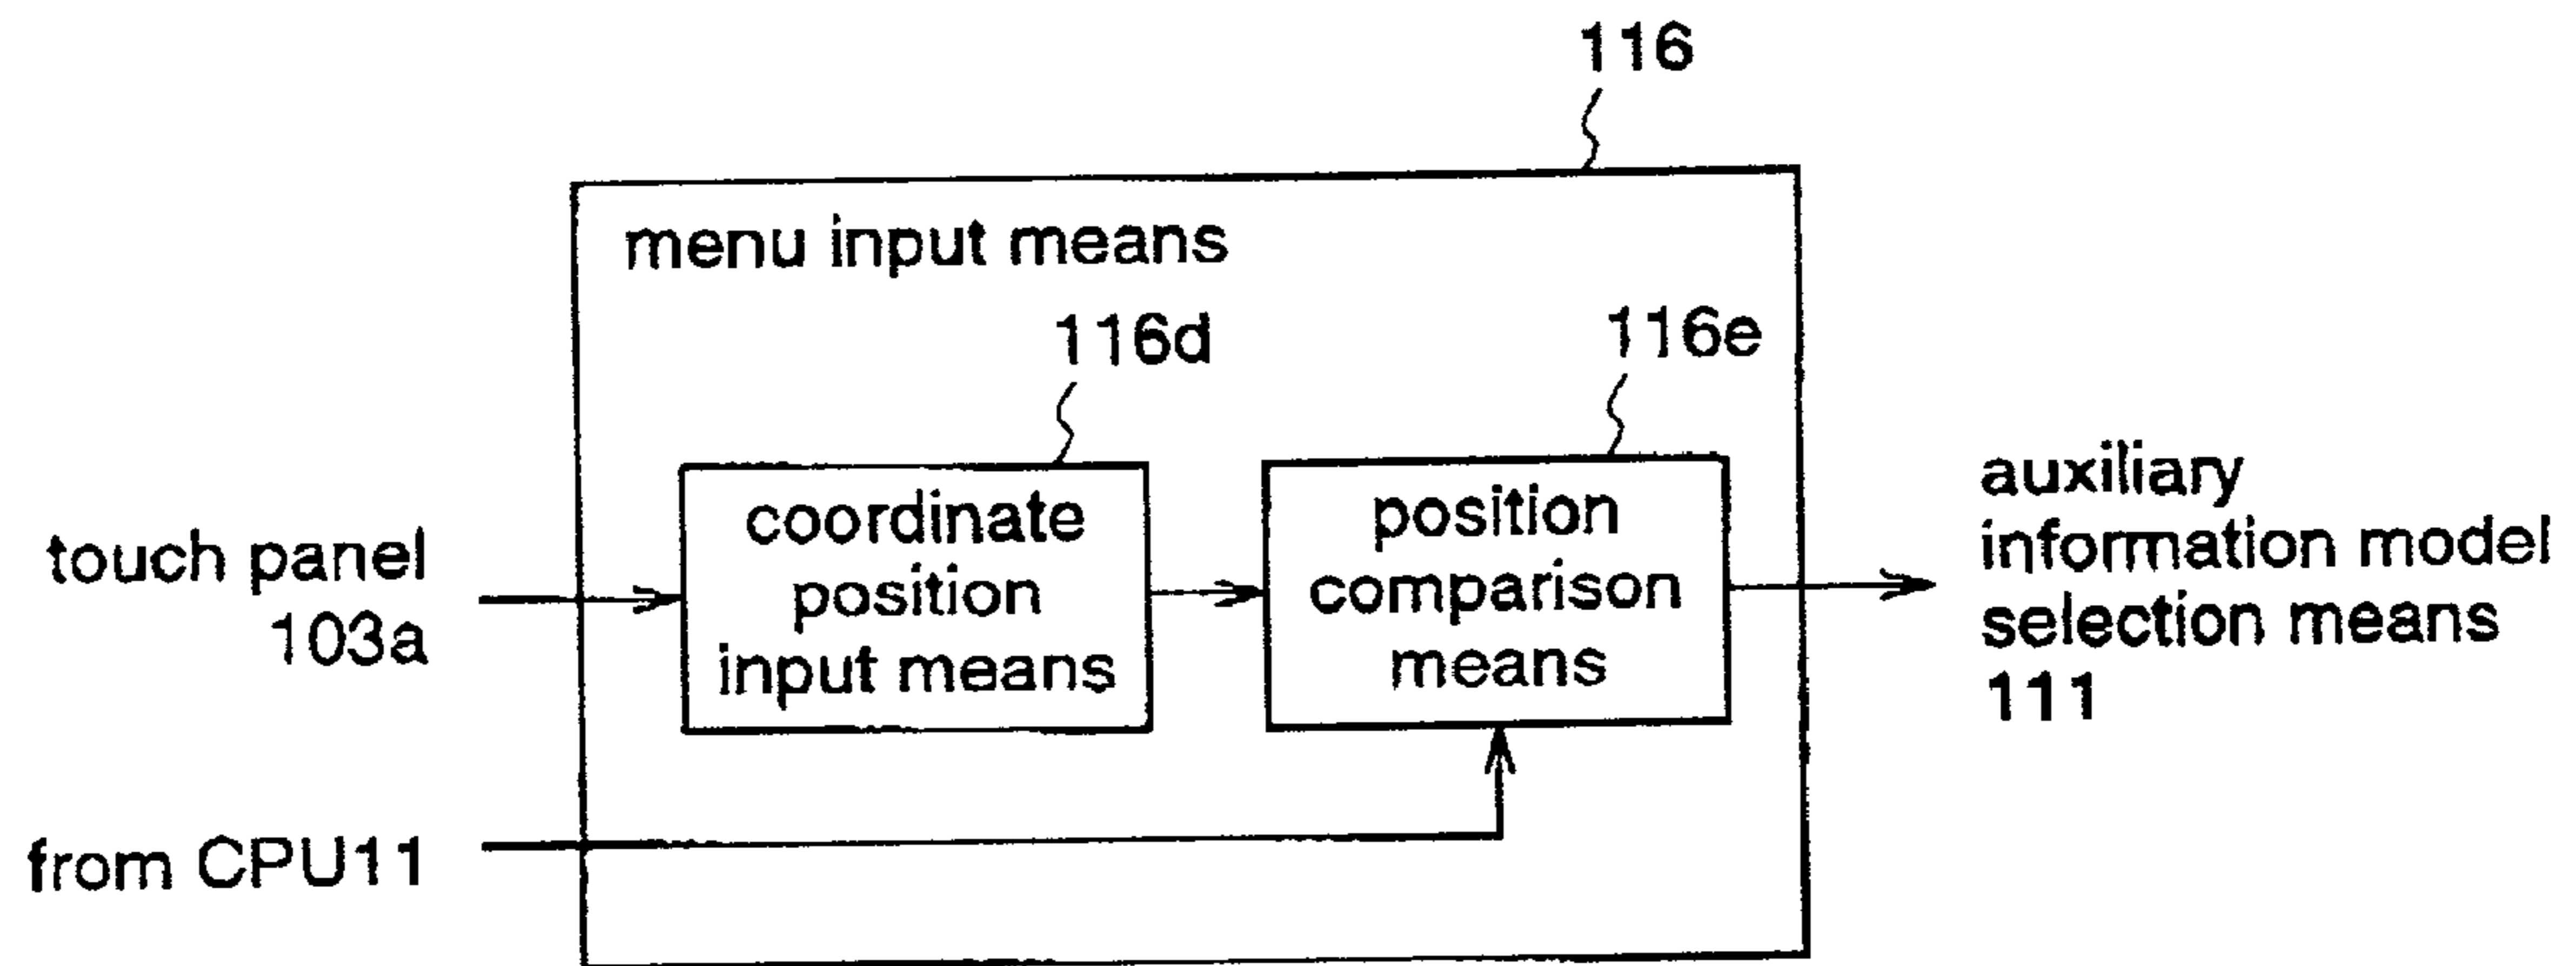 116
menu input means
116d
116e
coordinate
position
input means
position
comparison
means
touch panel
103a
from CPU11
auxiliary
information model
selection means
111